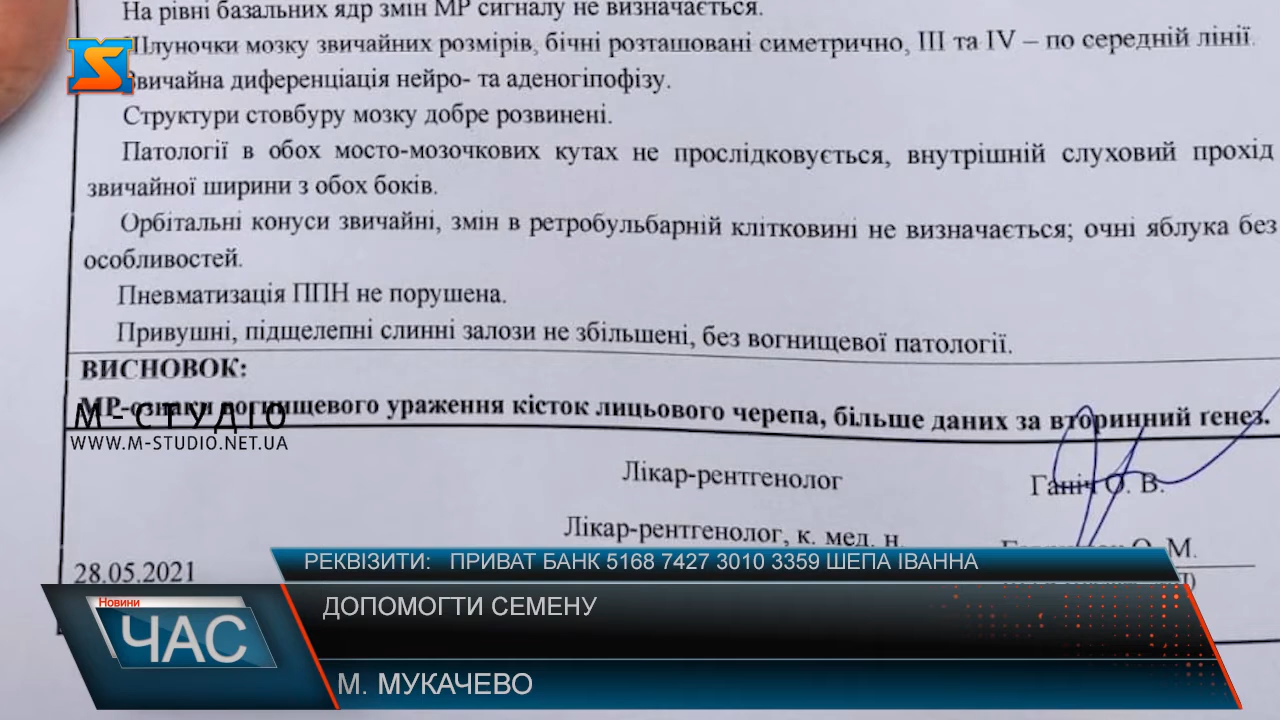 На рівні базальних ядр змін МР сигналу не визначається.
Шлуночки мозку звичайних розмірів, бічні розташовані симетрично, III та IV – по середній лінії.
Звичайна диференціація нейро- та аденогіпофізу.
Структури стовбуру мозку добре розвинені.
Патології в обох мосто-мозочкових кутах не прослідковується, внутрішній слуховий прохід
звичайної ширини з обох боків.
Орбітальні конуси звичайні, змін в ретробульбарній клітковині не визначається; очні яблука без
особливостей.
Пневматизація ППН не порушена.
Привушні, підщелепні слинні залози не збільшені, без вогнищевої патології.
ВИСНОВОК:
МР-ознаки вогнищевого ураження кісток лицьового черепа, більше даних за вторинний ґенез.
М-СТУДІО
WWW.M-STUDIO.NET.UA
Лікар-рентгенолог Ганіч О. В.
Лікар-рентгенолог, к. мед. н. О. М.
28.05.2021
РЕКВІЗИТИ: ПРИВАТ БАНК 5168 7427 3010 3359 ШЕПА ІВАННА
Новини
ЧАС
ДОПОМОГТИ СЕМЕНУ
М. МУКАЧЕВО